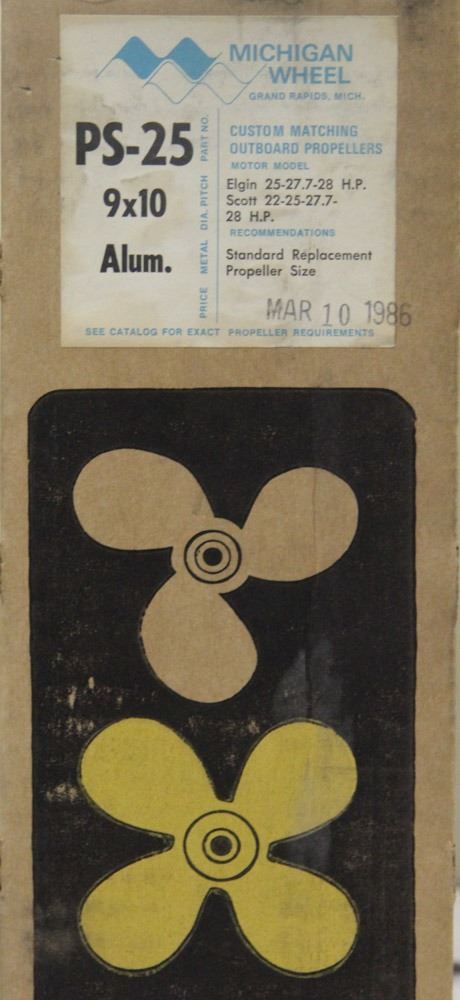 MICHIGAN
WHEEL
GRAND RAPIDS, MICH.
PS-25
PART NO.
9x10
DIA. PITCH
Alum.
METAL
PRICE
CUSTOM MATCHING
OUTBOARD PROPELLERS
MOTOR MODEL
Elgin 25-27.7-28 H.P.
Scott 22-25-27.7-
28 H.P.
RECOMMENDATIONS
Standard Replacement
Propeller Size
MAR 10 1986
SEE CATALOG FOR EXACT PROPELLER REQUIREMENTS